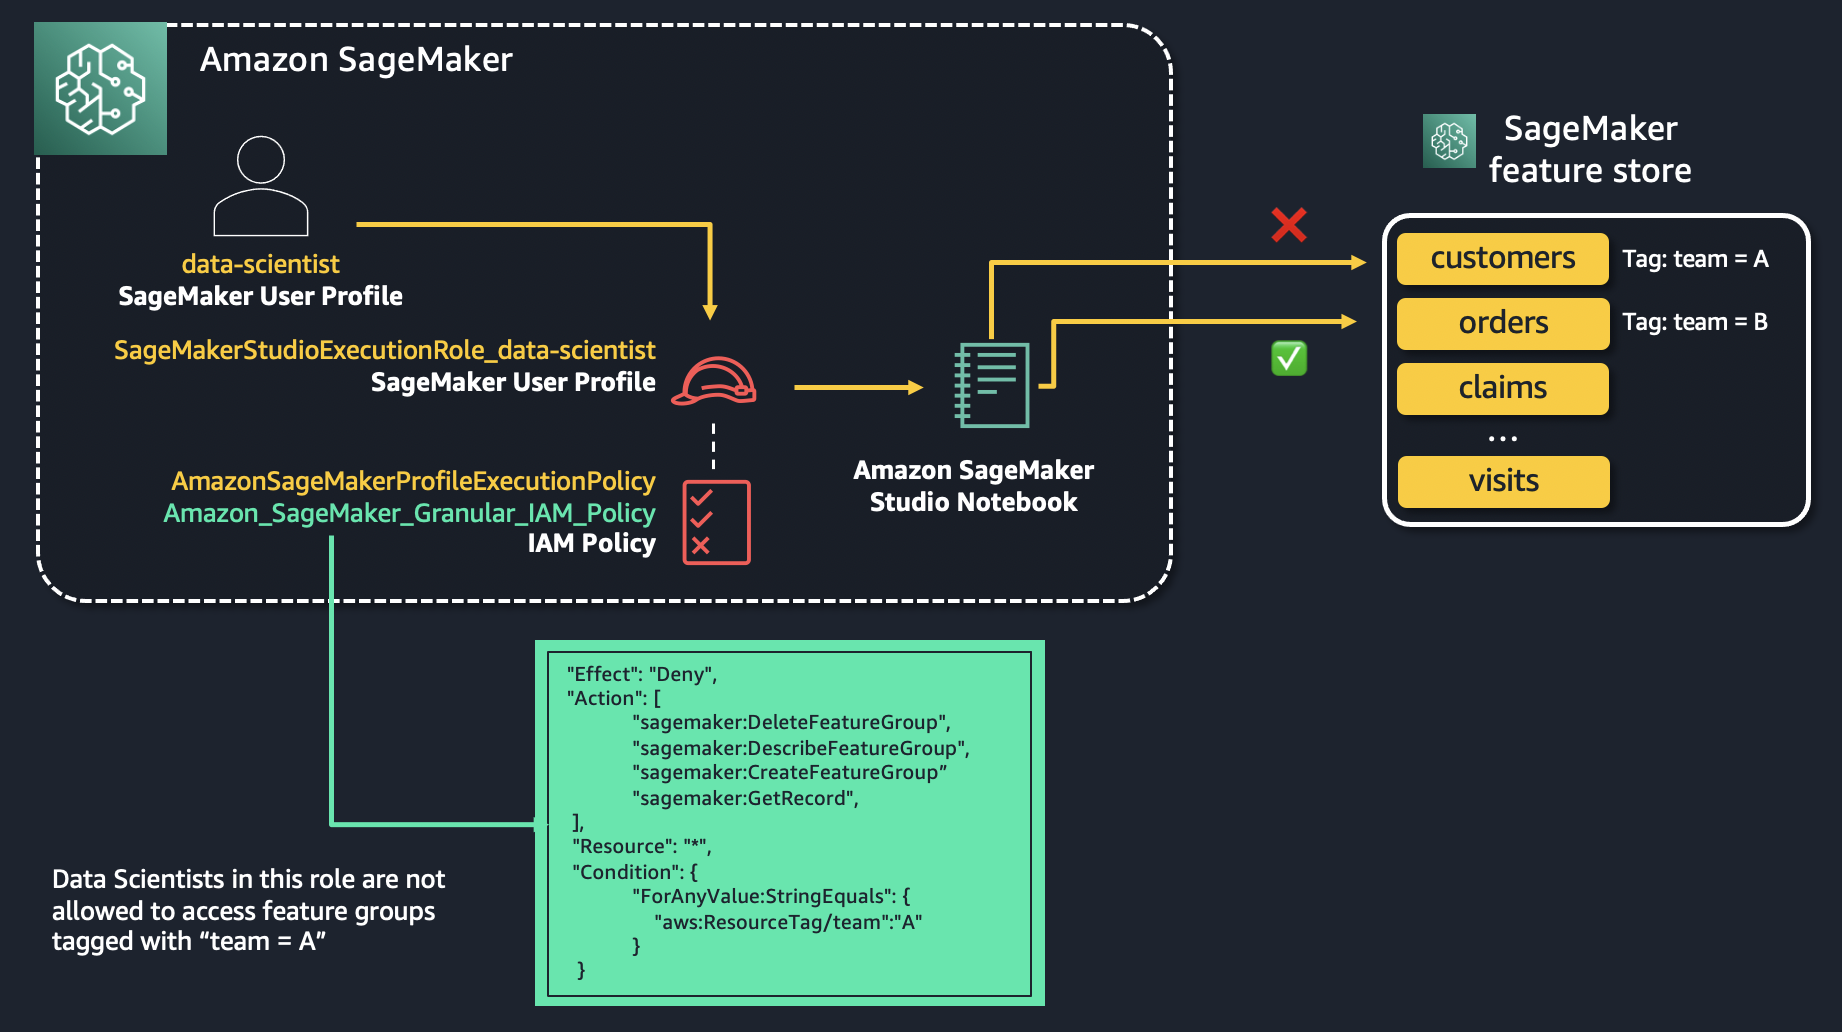 Amazon SageMaker
data-scientist
SageMaker User Profile
SageMakerStudioExecutionRole_data-scientist
SageMaker User Profile
AmazonSageMakerProfileExecutionPolicy
Amazon_SageMaker_Granular_IAM_Policy
IAM Policy
Amazon SageMaker
Studio Notebook
SageMaker
feature store
customers Tag: team = A
orders Tag: team = B
claims
...
visits
"Effect": "Deny",
"Action": [
"sagemaker:DeleteFeatureGroup",
"sagemaker:DescribeFeatureGroup",
"sagemaker:CreateFeatureGroup”
"sagemaker:GetRecord",
],
"Resource": "*",
"Condition": {
"ForAnyValue:StringEquals": {
"aws:ResourceTag/team":"A"
}
}
Data Scientists in this role are not
allowed to access feature groups
tagged with “team = A”